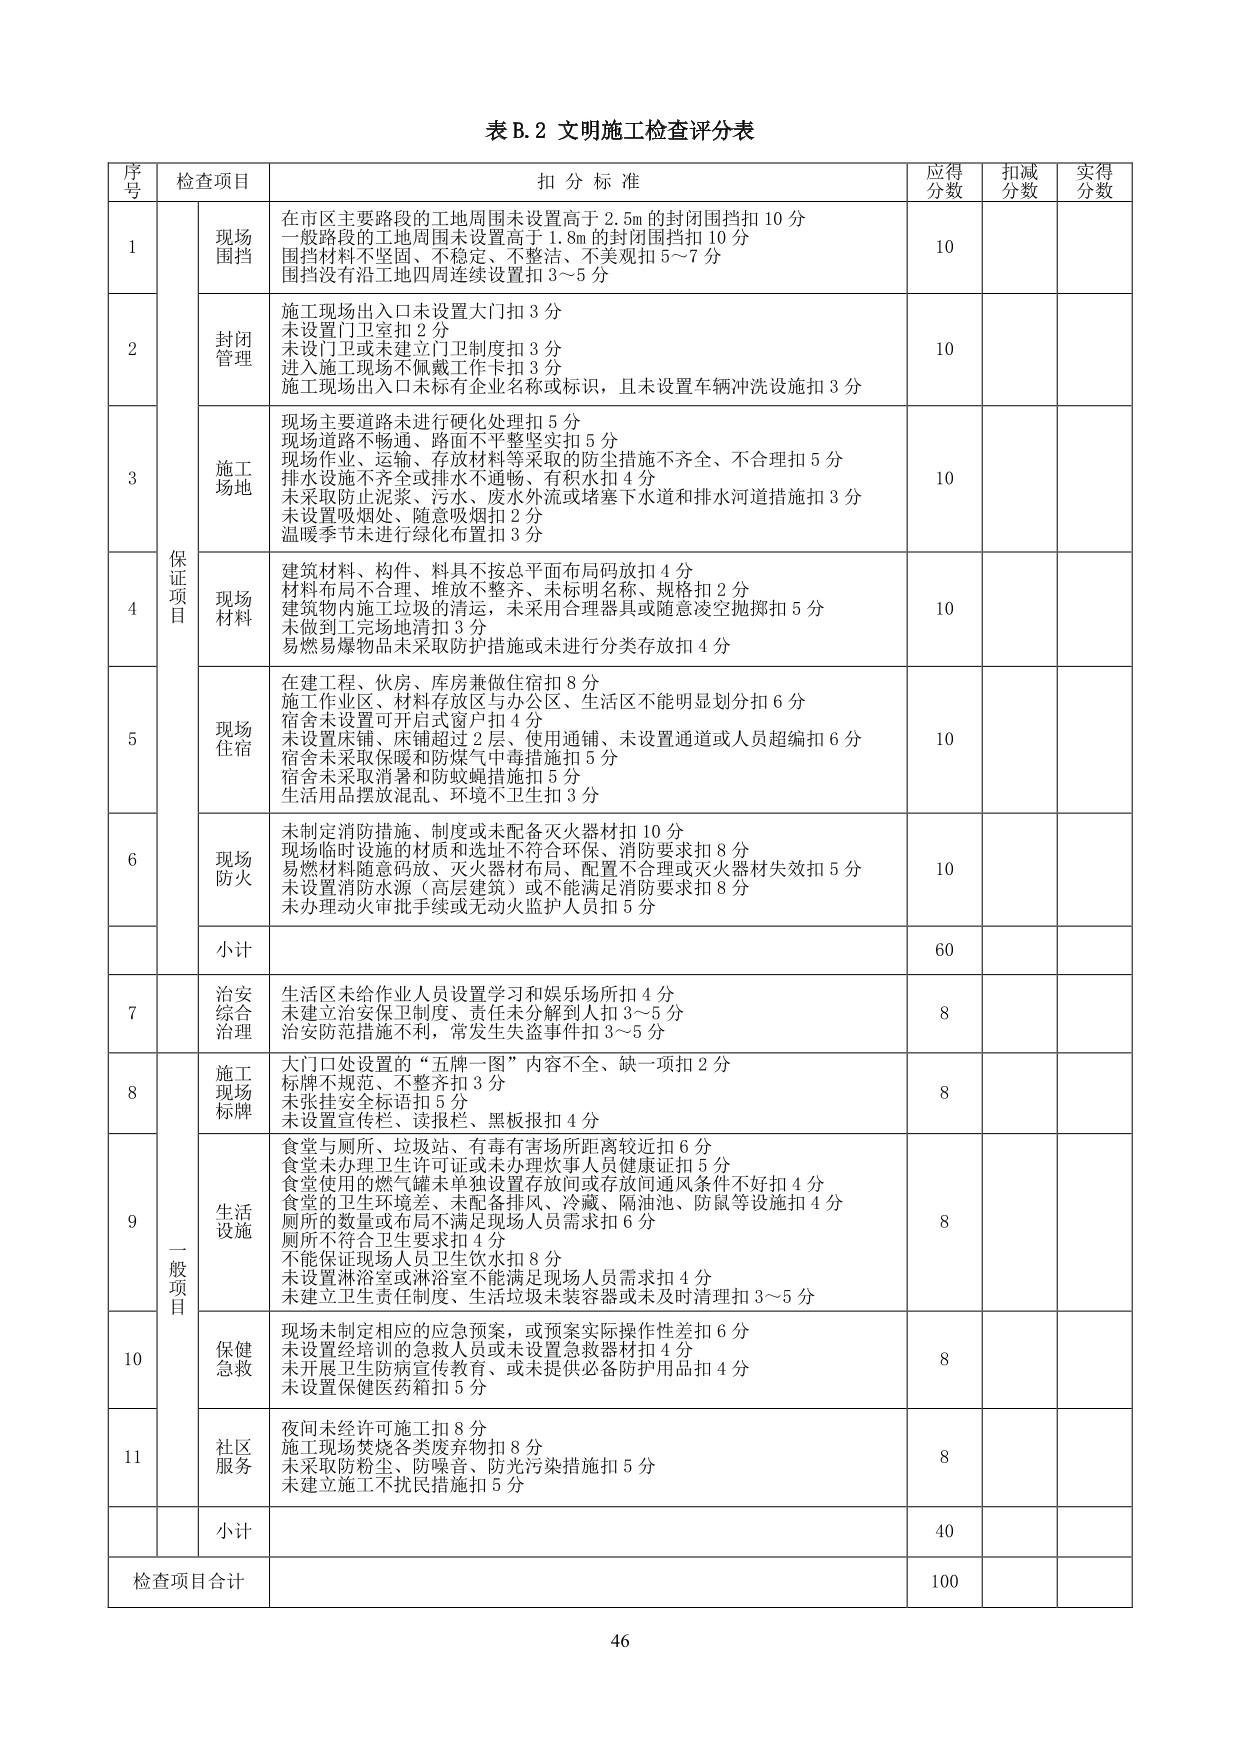 表 B.2 文明施工检查评分表
序号 检查项目 扣 分 标 准 应得分数 扣减分数 实得分数
保证项目
1 现场围挡 10
在市区主要路段的工地周围未设置高于 2.5m 的封闭围挡扣 10 分
一般路段的工地周围未设置高于 1.8m 的封闭围挡扣 10 分
围挡材料不坚固、不稳定、不整洁、不美观扣 5～7 分
围挡没有沿工地四周连续设置扣 3～5 分
2 封闭管理 10
施工现场出入口未设置大门扣 3 分
未设置门卫室扣 2 分
未设门卫或未建立门卫制度扣 3 分
进入施工现场不佩戴工作卡扣 3 分
施工现场出入口未标有企业名称或标识，且未设置车辆冲洗设施扣 3 分
3 施工场地 10
现场主要道路未进行硬化处理扣 5 分
现场道路不畅通、路面不平整坚实扣 5 分
现场作业、运输、存放材料等采取的防尘措施不齐全、不合理扣 5 分
排水设施不齐全或排水不通畅、有积水扣 4 分
未采取防止泥浆、污水、废水外流或堵塞下水道和排水河道措施扣 3 分
未设置吸烟处、随意吸烟扣 2 分
温暖季节未进行绿化布置扣 3 分
4 现场材料 10
建筑材料、构件、料具不按总平面布局码放扣 4 分
材料布局不合理、堆放不整齐、未标明名称、规格扣 2 分
建筑物内施工垃圾的清运，未采用合理器具或随意凌空抛掷扣 5 分
未做到工完场地清扣 3 分
易燃易爆物品未采取防护措施或未进行分类存放扣 4 分
5 现场住宿 10
在建工程、伙房、库房兼做住宿扣 8 分
施工作业区、材料存放区与办公区、生活区不能明显划分扣 6 分
宿舍未设置可开启式窗户扣 4 分
未设置床铺、床铺超过 2 层、使用通铺、未设置通道或人员超编扣 6 分
宿舍未采取保暖和防煤气中毒措施扣 5 分
宿舍未采取消暑和防蚊蝇措施扣 5 分
生活用品摆放混乱、环境不卫生扣 3 分
6 现场防火 10
未制定消防措施、制度或未配备灭火器材扣 10 分
现场临时设施的材质和选址不符合环保、消防要求扣 8 分
易燃材料随意码放、灭火器材布局、配置不合理或灭火器材失效扣 5 分
未设置消防水源（高层建筑）或不能满足消防要求扣 8 分
未办理动火审批手续或无动火监护人员扣 5 分
小计 60
7 治安综合治理 8
生活区未给作业人员设置学习和娱乐场所扣 4 分
未建立治安保卫制度、责任未分解到人扣 3～5 分
治安防范措施不利，常发生失盗事件扣 3～5 分
一般项目
8 施工现场标牌 8
大门口处设置的“五牌一图”内容不全、缺一项扣 2 分
标牌不规范、不整齐扣 3 分
未张挂安全标语扣 5 分
未设置宣传栏、读报栏、黑板报扣 4 分
9 生活设施 8
食堂与厕所、垃圾站、有毒有害场所距离较近扣 6 分
食堂未办理卫生许可证或未办理炊事人员健康证扣 5 分
食堂使用的燃气罐未单独设置存放间或存放间通风条件不好扣 4 分
食堂的卫生环境差、未配备排风、冷藏、隔油池、防鼠等设施扣 4 分
厕所的数量或布局不满足现场人员需求扣 6 分
厕所不符合卫生要求扣 4 分
不能保证现场人员卫生饮水扣 8 分
未设置淋浴室或淋浴室不能满足现场人员需求扣 4 分
未建立卫生责任制度、生活垃圾未装容器或未及时清理扣 3～5 分
10 保健急救 8
现场未制定相应的应急预案，或预案实际操作性差扣 6 分
未设置经培训的急救人员或未设置急救器材扣 4 分
未开展卫生防病宣传教育、或未提供必备防护用品扣 4 分
未设置保健医药箱扣 5 分
11 社区服务 8
夜间未经许可施工扣 8 分
施工现场焚烧各类废弃物扣 8 分
未采取防粉尘、防噪音、防光污染措施扣 5 分
未建立施工不扰民措施扣 5 分
小计 40
检查项目合计 100
46